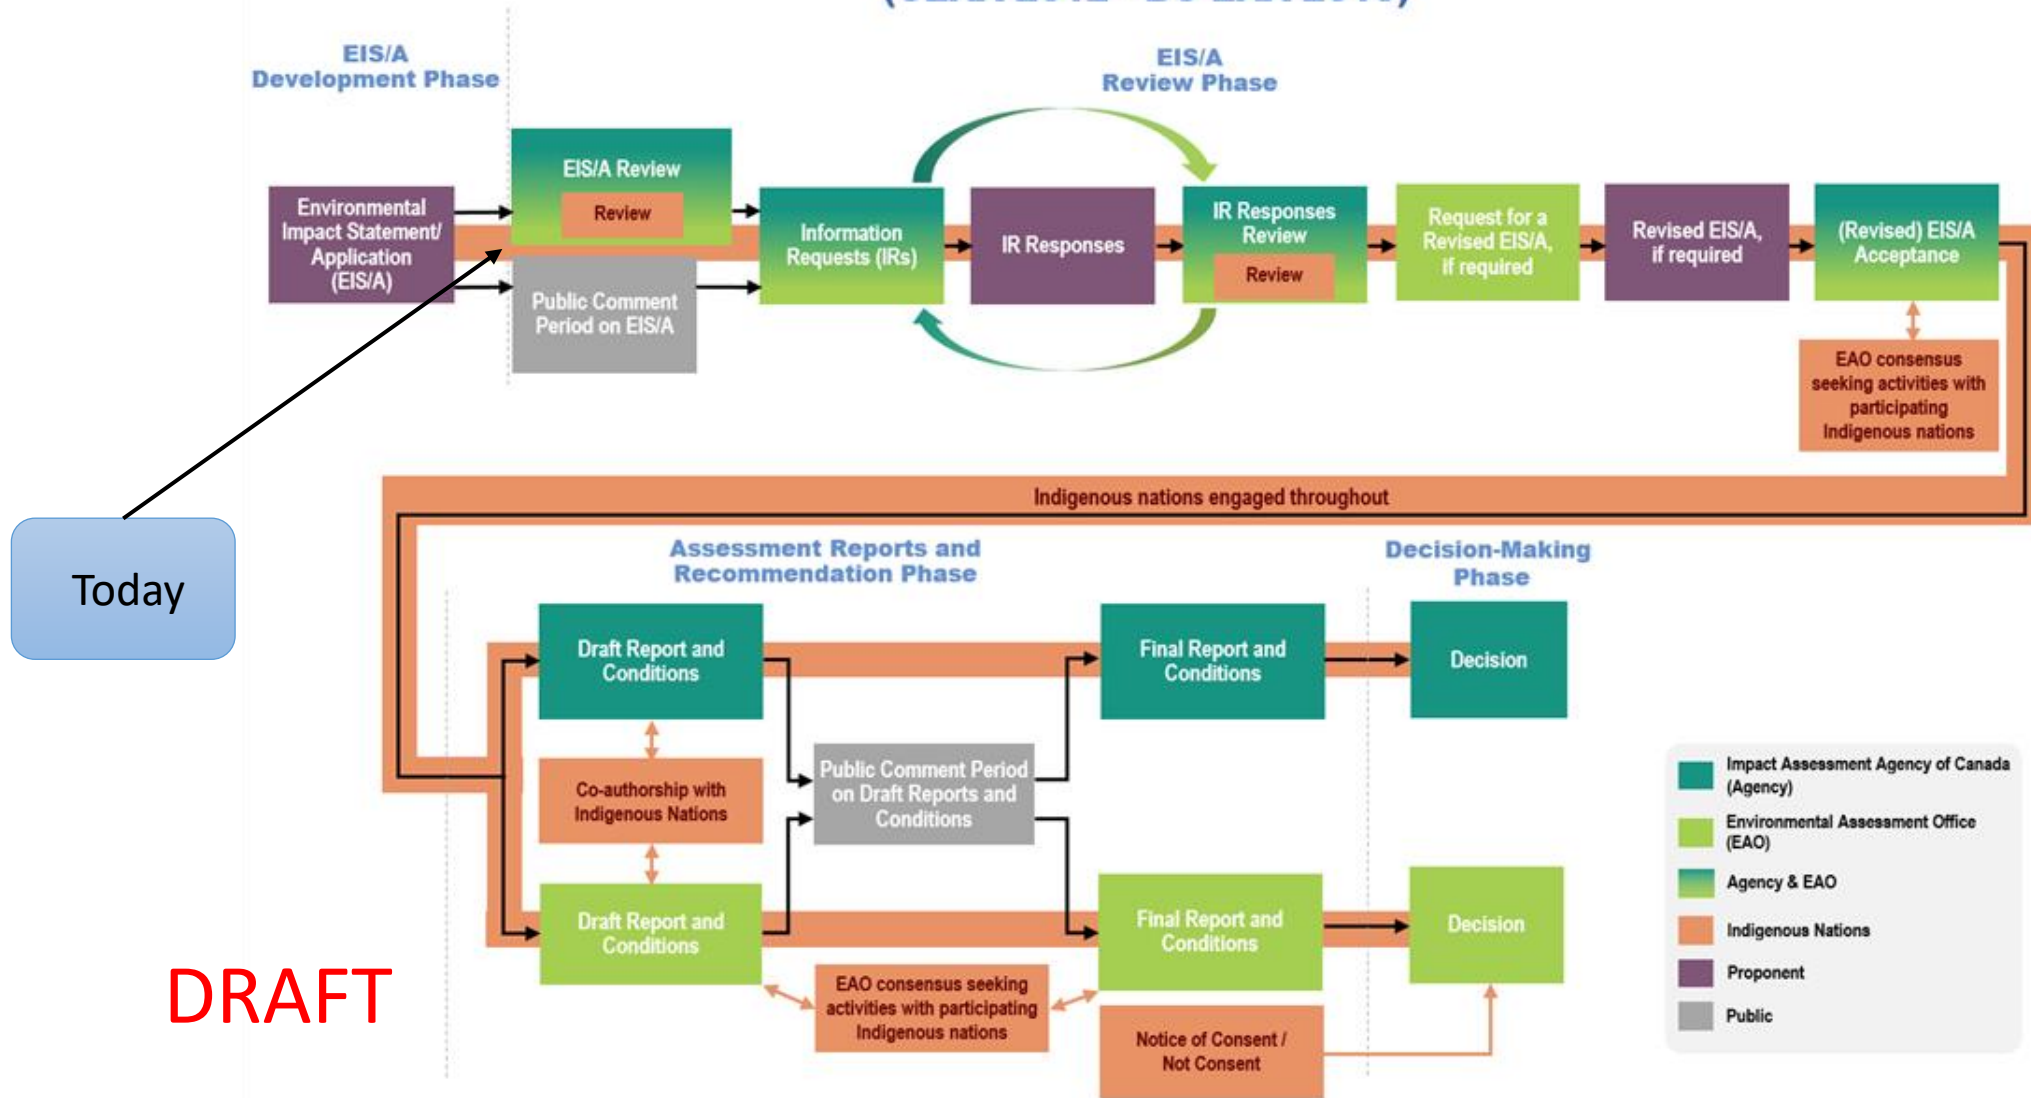 EIS/A
Development Phase
EIS/A
Review Phase
Environmental
Impact Statement/
Application
(EIS/A)
EIS/A Review
Review
Public Comment
Period on EIS/A
Information
Requests (IRs)
IR Responses
IR Responses
Review
Review
Request for a
Revised EIS/A,
if required
Revised EIS/A,
if required
(Revised) EIS/A
Acceptance
EAO consensus
seeking activities with
participating
Indigenous nations
Indigenous nations engaged throughout
Today
Assessment Reports and
Recommendation Phase
Decision-Making
Phase
Draft Report and
Conditions
Co-authorship with
Indigenous Nations
Draft Report and
Conditions
Public Comment Period
on Draft Reports and
Conditions
EAO consensus seeking
activities with participating
Indigenous nations
Final Report and
Conditions
Final Report and
Conditions
Notice of Consent /
Not Consent
Decision
Decision
Impact Assessment Agency of Canada
(Agency)
Environmental Assessment Office
(EAO)
Agency & EAO
Indigenous Nations
Proponent
Public
DRAFT